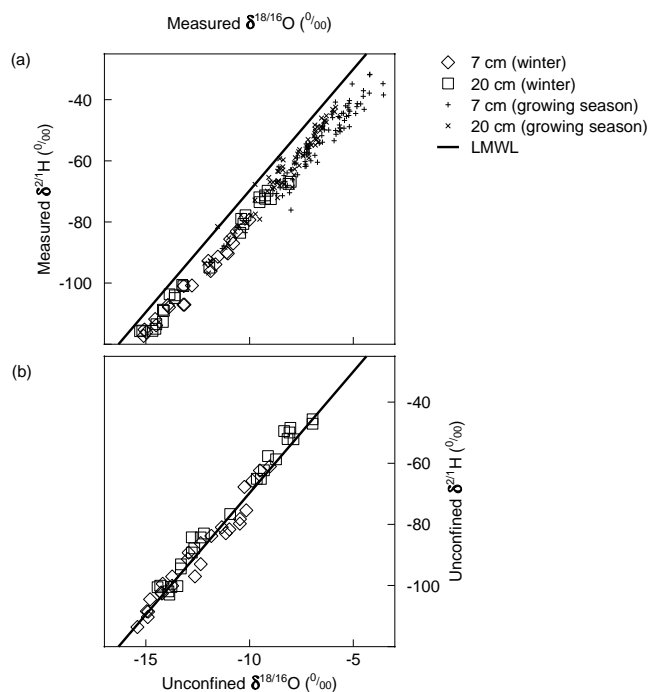 Measured δ18/16O (0/00)
(a)
-40
-60
-80
-100
Measured δ2/1H (0/00)
7 cm (winter)
20 cm (winter)
7 cm (growing season)
20 cm (growing season)
LMWL
(b)
-40
-60
-80
-100
Unconfined δ2/1H (0/00)
-15
-10
-5
Unconfined δ18/16O (0/00)